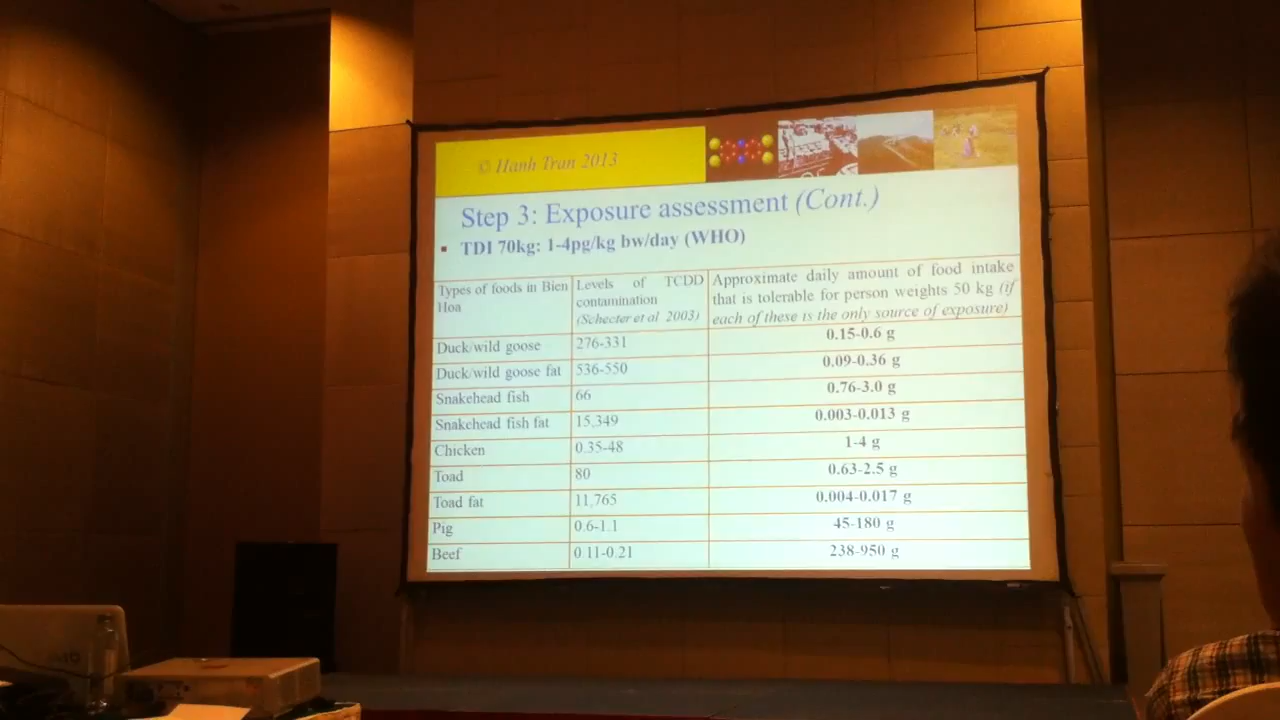 © Hanh Tran 2013
Step 3: Exposure assessment (Cont.)
▪ TDI 70kg: 1-4pg/kg bw/day (WHO)
Types of foods in Bien Hoa | Levels of TCDD contamination (Schecter et al 2003) | Approximate daily amount of food intake that is tolerable for person weights 50 kg (if each of these is the only source of exposure)
Duck/wild goose | 276-331 | 0.15-0.6 g
Duck/wild goose fat | 536-550 | 0.09-0.36 g
Snakehead fish | 66 | 0.76-3.0 g
Snakehead fish fat | 15,349 | 0.003-0.013 g
Chicken | 0.35-48 | 1-4 g
Toad | 80 | 0.63-2.5 g
Toad fat | 11,765 | 0.004-0.017 g
Pig | 0.6-1.1 | 45-180 g
Beef | 0.11-0.21 | 238-950 g